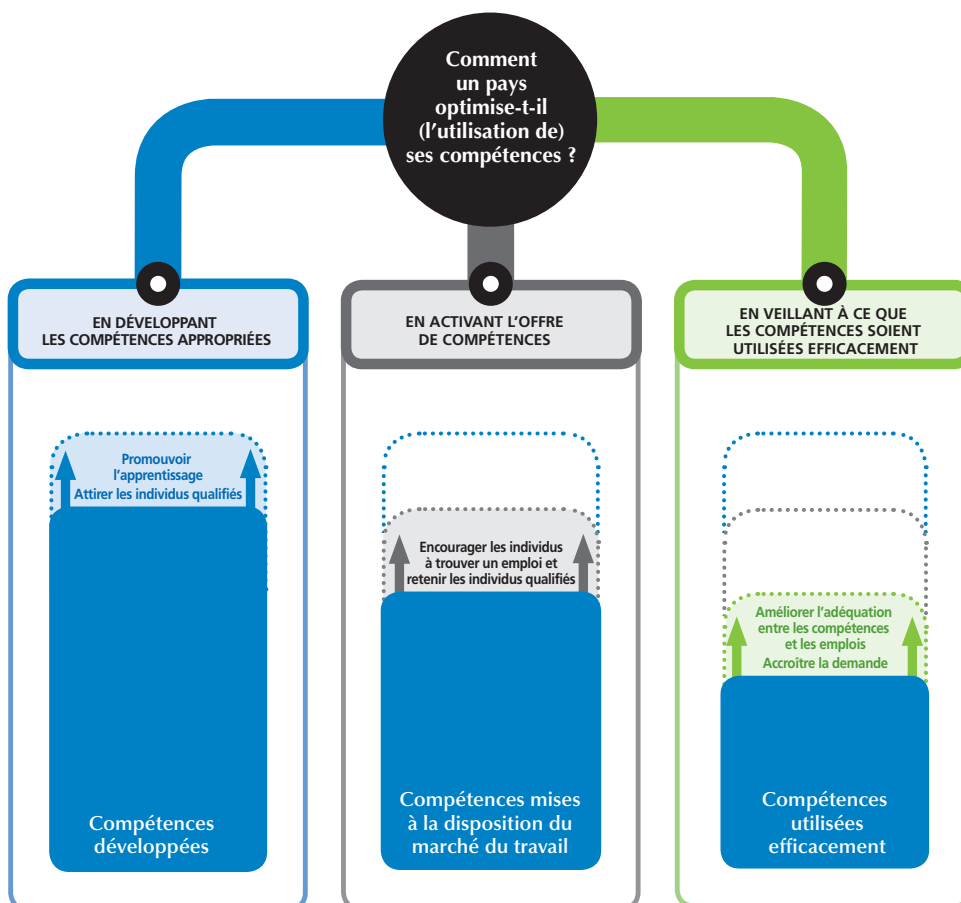 Comment
un pays
optimise-t-il
(l'utilisation de)
ses compétences ?
EN DÉVELOPPANT
LES COMPÉTENCES APPROPRIÉES
EN ACTIVANT L'OFFRE
DE COMPÉTENCES
EN VEILLANT À CE QUE
LES COMPÉTENCES SOIENT
UTILISÉES EFFICACEMENT
Promouvoir
l'apprentissage
Attirer les individus qualifiés
Encourager les individus
à trouver un emploi et
retenir les individus qualifiés
Améliorer l'adéquation
entre les compétences
et les emplois
Accroître la demande
Compétences
développées
Compétences mises
à la disposition du
marché du travail
Compétences
utilisées
efficacement